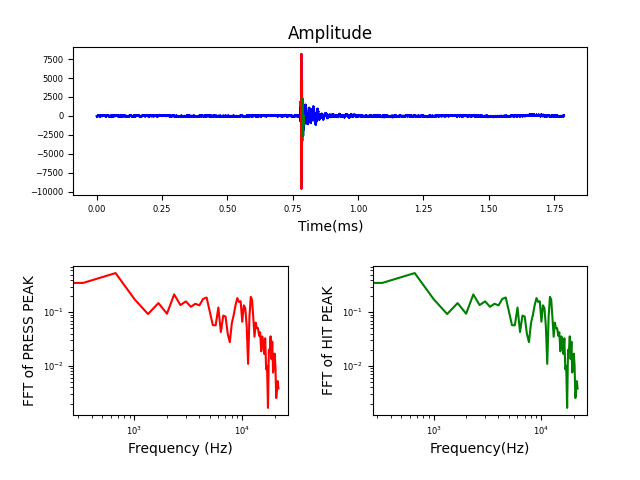 Amplitude
7500
5000
2500
0
−2500
−5000
−7500
−10000
0.00 0.25 0.50 0.75 1.00 1.25 1.50 1.75
Time(ms)
FFT of PRESS PEAK
10⁻¹
10⁻²
10³ 10⁴
Frequency (Hz)
FFT of HIT PEAK
10⁻¹
10⁻²
10³ 10⁴
Frequency(Hz)